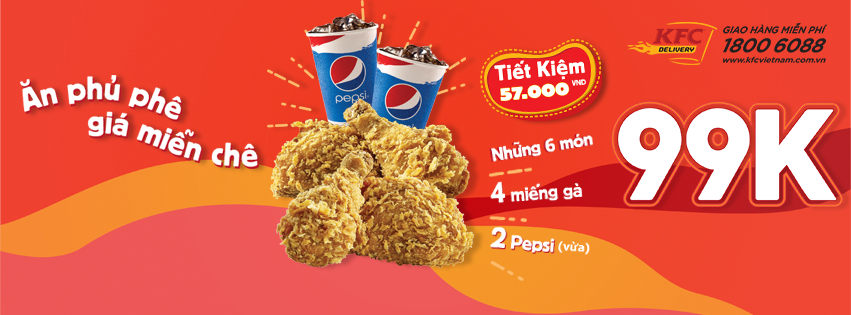 Ăn phủ phê
giá miễn chê
pepsi
Tiết Kiệm
57.000 VND
Những 6 món
4 miếng gà
2 Pepsi (vừa)
KFC
DELIVERY
GIAO HÀNG MIỄN PHÍ
1800 6088
www.kfcvietnam.com.vn
99K